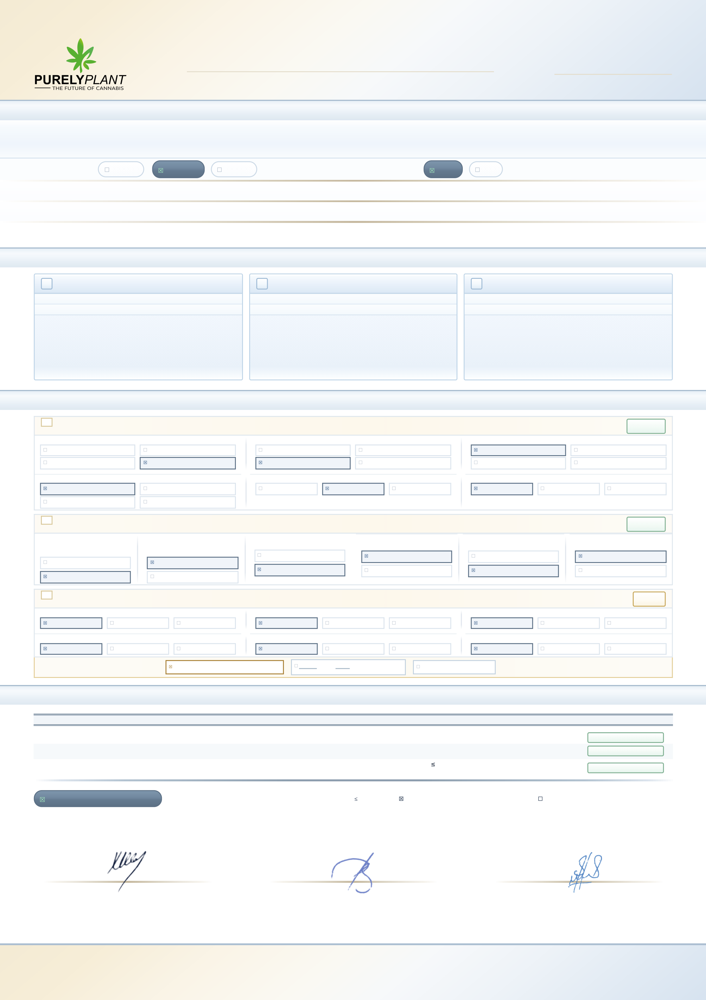 PURELYPLANT
THE FUTURE OF CANNABIS
☐ ☒ ☐ ☒ ☐
☐ ☐ ☐ ☐ ☒ ☐
☐ ☒ ☒ ☐ ☐ ☐
☒ ☐ ☐ ☒ ☐ ☒ ☐ ☐
☐ ☐
☐ ☒ ☐ ☒ ☐ ☒
☒ ☐ ☒ ☐ ☒ ☐
☒ ☐ ☐ ☒ ☐ ☐ ☒ ☐ ☐
☒ ☐ ☐ ☒ ☐ ☐ ☒ ☐ ☐
☒ ☐ ☐
≤
☒ ≤ ☒ ☐